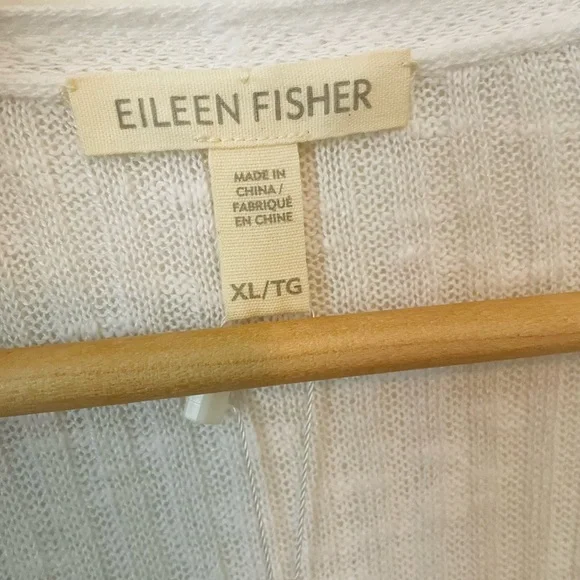 EILEEN FISHER
MADE IN
CHINA /
FABRIQUÉ
EN CHINE
XL/TG